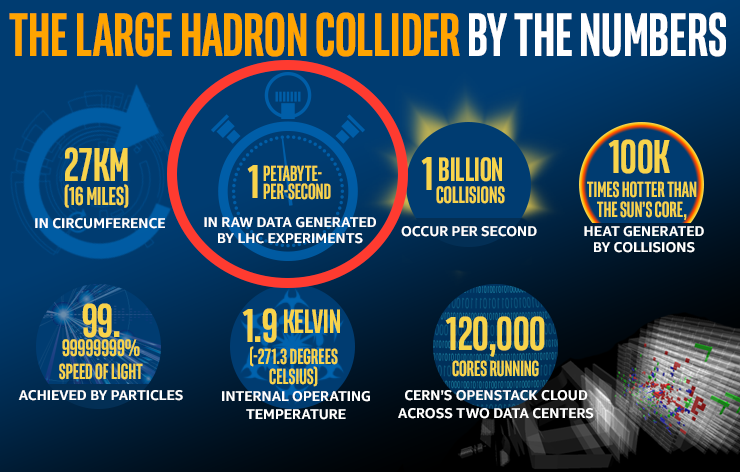 THE LARGE HADRON COLLIDER BY THE NUMBERS
27KM
(16 MILES)
IN CIRCUMFERENCE
1 PETABYTE-
PER-SECOND
IN RAW DATA GENERATED
BY LHC EXPERIMENTS
1 BILLION
COLLISIONS
OCCUR PER SECOND
100K
TIMES HOTTER THAN
THE SUN'S CORE,
HEAT GENERATED
BY COLLISIONS
99.
99999999%
SPEED OF LIGHT
ACHIEVED BY PARTICLES
1.9 KELVIN
(-271.3 DEGREES
CELSIUS)
INTERNAL OPERATING
TEMPERATURE
120,000
CORES RUNNING
CERN'S OPENSTACK CLOUD
ACROSS TWO DATA CENTERS